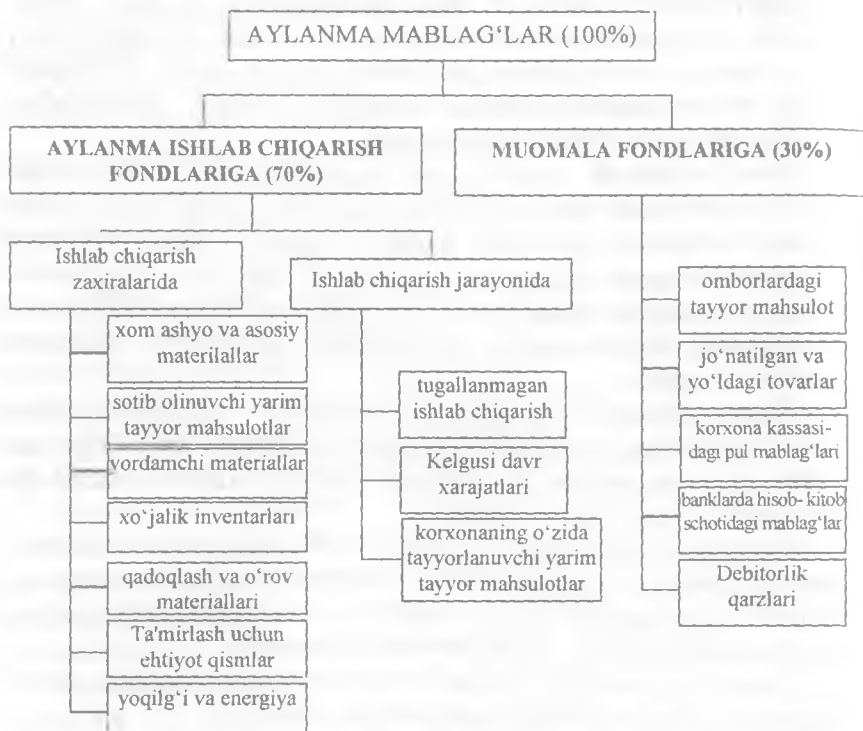 AYLANMA MABLAG‘LAR (100%)
AYLANMA ISHLAB CHIQARISH
FONDLARIGA (70%)
MUOMALA FONDLARIGA (30%)
Ishlab chiqarish
zaxiralarida
xom ashyo va asosiy
materilallar
sotib olinuvchi yarim
tayyor mahsulotlar
yordamchi materiallar
xo‘jalik inventarları
qadoqlash va o‘rov
materiallari
Ta'mirlash uchun
ehtiyot qismlar
yoqilg‘i va energiya
Ishlab chiqarish jarayonida
tugallanmagan
ishlab chiqarish
Kelgusi davr
xarajatlari
korxonaning o‘zida
tayyorlanuvchi yarim
tayyor mahsulotlar
omborlardagi
tayyor mahsulot
jo‘natilgan va
yo‘ldagi tovarlar
korxona kassasi-
dagi pul mablag‘lari
banklarda hisob- kitob
schotidagi mablag‘lar
Debitorlik
qarzlari